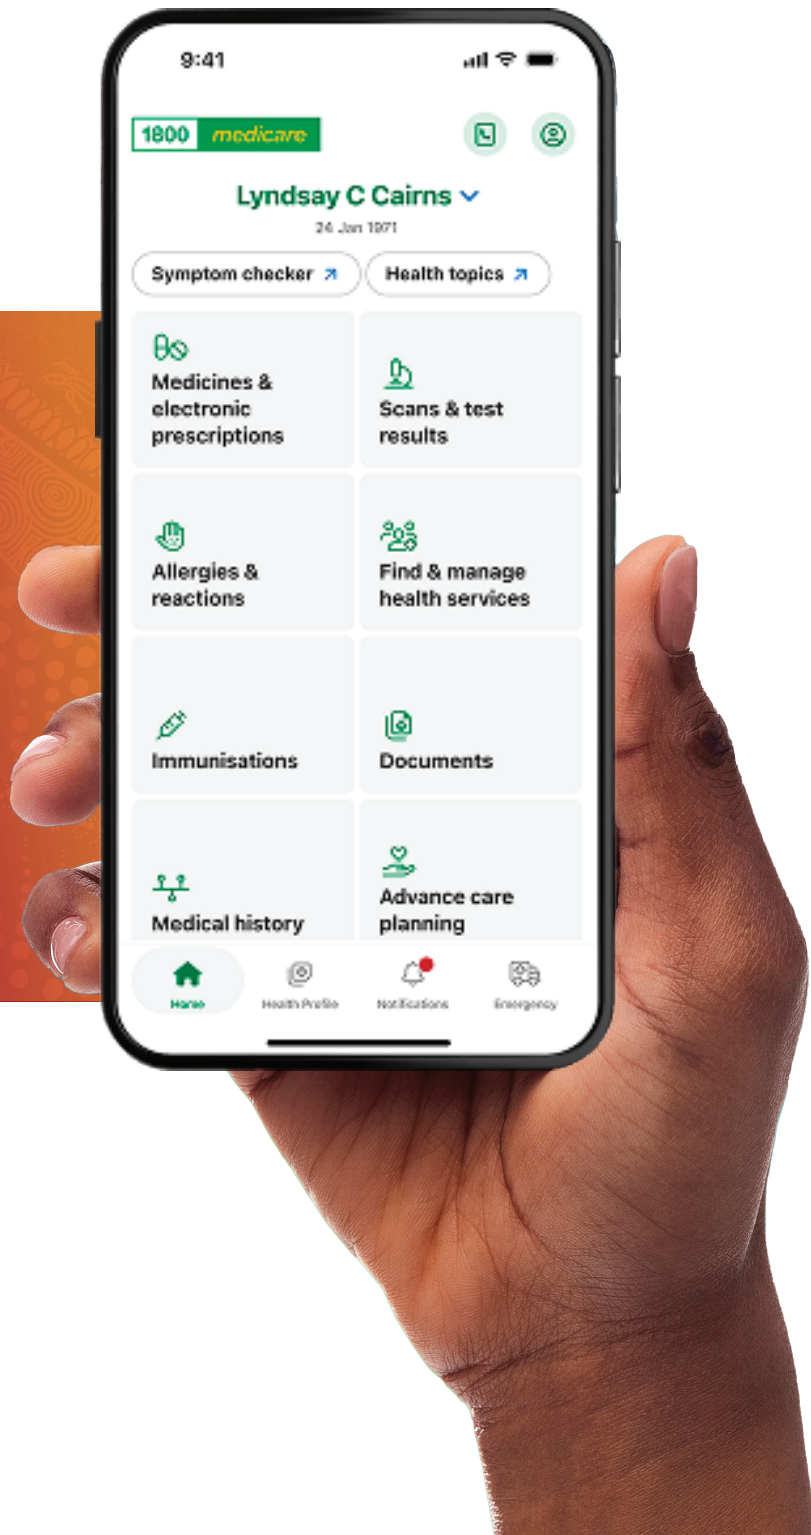 9:41
1800 medicare
Lyndsay C Cairns
24 Jan 1971
Symptom checker
Health topics
Medicines &
electronic
prescriptions
Scans & test
results
Allergies &
reactions
Find & manage
health services
Immunisations
Documents
Medical history
Advance care
planning
Home
Health Profile
Notifications
Emergency